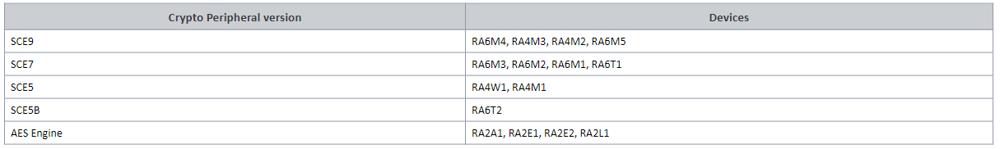 Crypto Peripheral version Devices
SCE9 RA6M4, RA4M3, RA4M2, RA6M5
SCE7 RA6M3, RA6M2, RA6M1, RA6T1
SCE5 RA4W1, RA4M1
SCE5B RA6T2
AES Engine RA2A1, RA2E1, RA2E2, RA2L1